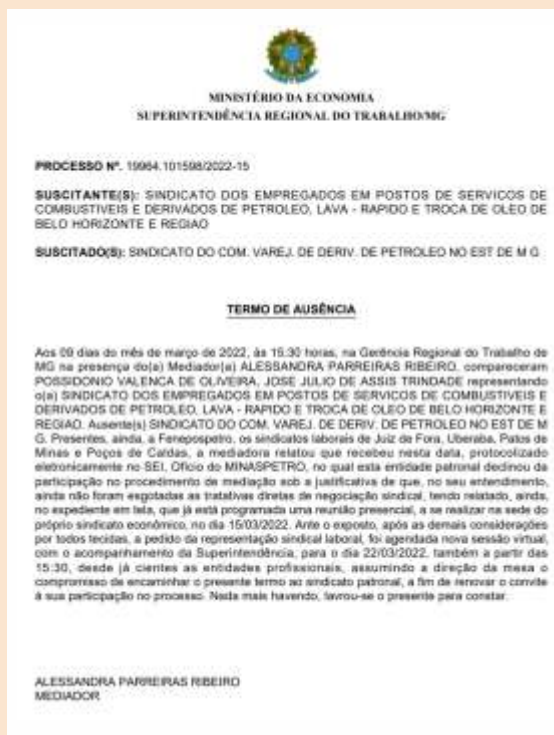 MINISTÉRIO DA ECONOMIA
SUPERINTENDÊNCIA REGIONAL DO TRABALHO/MG
PROCESSO Nº. 19964.101598/2022-15
SUSCITANTE(S): SINDICATO DOS EMPREGADOS EM POSTOS DE SERVICOS DE
COMBUSTIVEIS E DERIVADOS DE PETROLEO, LAVA - RAPIDO E TROCA DE OLEO DE
BELO HORIZONTE E REGIAO
SUSCITADO(S): SINDICATO DO COM. VAREJ. DE DERIV. DE PETROLEO NO EST DE M G
TERMO DE AUSÊNCIA
Aos 09 dias do mês de março de 2022, às 15:30 horas, na Gerência Regional do Trabalho de
MG na presença do(a) Mediador(a) ALESSANDRA PARREIRAS RIBEIRO, compareceram
POSSIDONIO VALENCA DE OLIVEIRA, JOSE JULIO DE ASSIS TRINDADE representando
o(a) SINDICATO DOS EMPREGADOS EM POSTOS DE SERVICOS DE COMBUSTIVEIS E
DERIVADOS DE PETROLEO, LAVA - RAPIDO E TROCA DE OLEO DE BELO HORIZONTE E
REGIAO. Ausente(s) SINDICATO DO COM. VAREJ. DE DERIV. DE PETROLEO NO EST DE M
G. Presentes, ainda, a Fenepospetro, os sindicatos laborais de Juiz de Fora, Uberaba, Patos de
Minas e Poços de Caldas, a mediadora relatou que recebeu nesta data, protocolizado
eletronicamente no SEI, Ofício do MINASPETRO, no qual esta entidade patronal declinou da
participação no procedimento de mediação sob a justificativa de que, no seu entendimento,
ainda não foram esgotadas as tratativas diretas de negociação sindical, tendo relatado, ainda,
no expediente em tela, que já está programada uma reunião presencial, a se realizar na sede do
próprio sindicato econômico, no dia 15/03/2022. Ante o exposto, após as demais considerações
por todos tecidas, a pedido da representação sindical laboral, foi agendada nova sessão virtual,
com o acompanhamento da Superintendência, para o dia 22/03/2022, também a partir das
15:30, desde já cientes as entidades profissionais, assumindo a direção da mesa o
compromisso de encaminhar o presente termo ao sindicato patronal, a fim de renovar o convite
à sua participação no processo. Nada mais havendo, lavrou-se o presente para constar.
ALESSANDRA PARREIRAS RIBEIRO
MEDIADOR